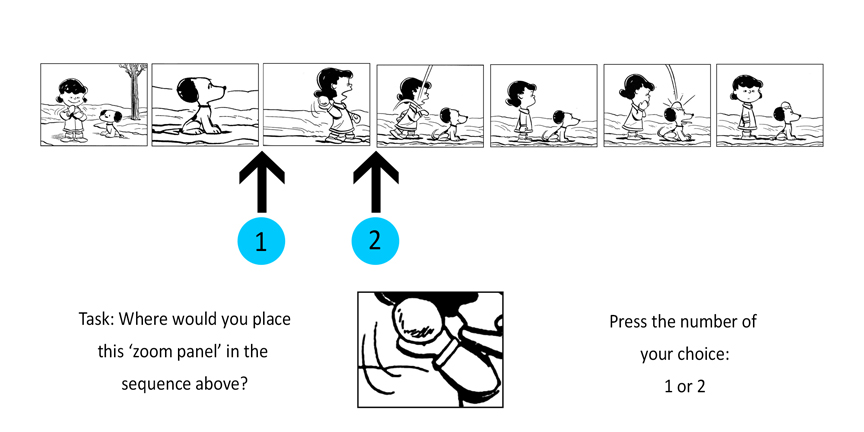 1
2
Task: Where would you place
this ‘zoom panel’ in the
sequence above?
Press the number of
your choice:
1 or 2